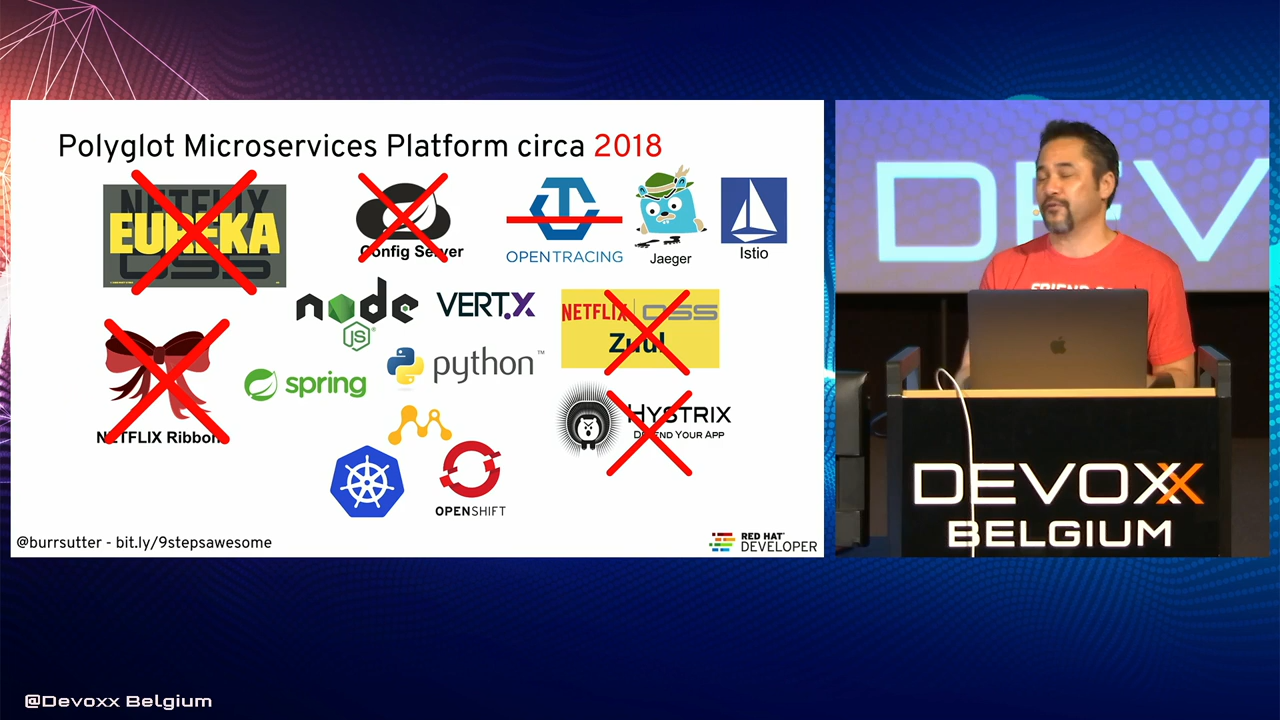 Polyglot Microservices Platform circa 2018
NETFLIX
EUREKA
OSS
Config Server
OPENTRACING
Jaeger
Istio
node
JS
VERT.X
NETFLIX OSS
Zuul
spring
python™
NETFLIX Ribbon
HYSTRIX
DEFEND YOUR APP
OPENSHIFT
@burrsutter - bit.ly/9stepsawesome
RED HAT
DEVELOPER
DEV
DEVOXX
BELGIUM
@Devoxx Belgium